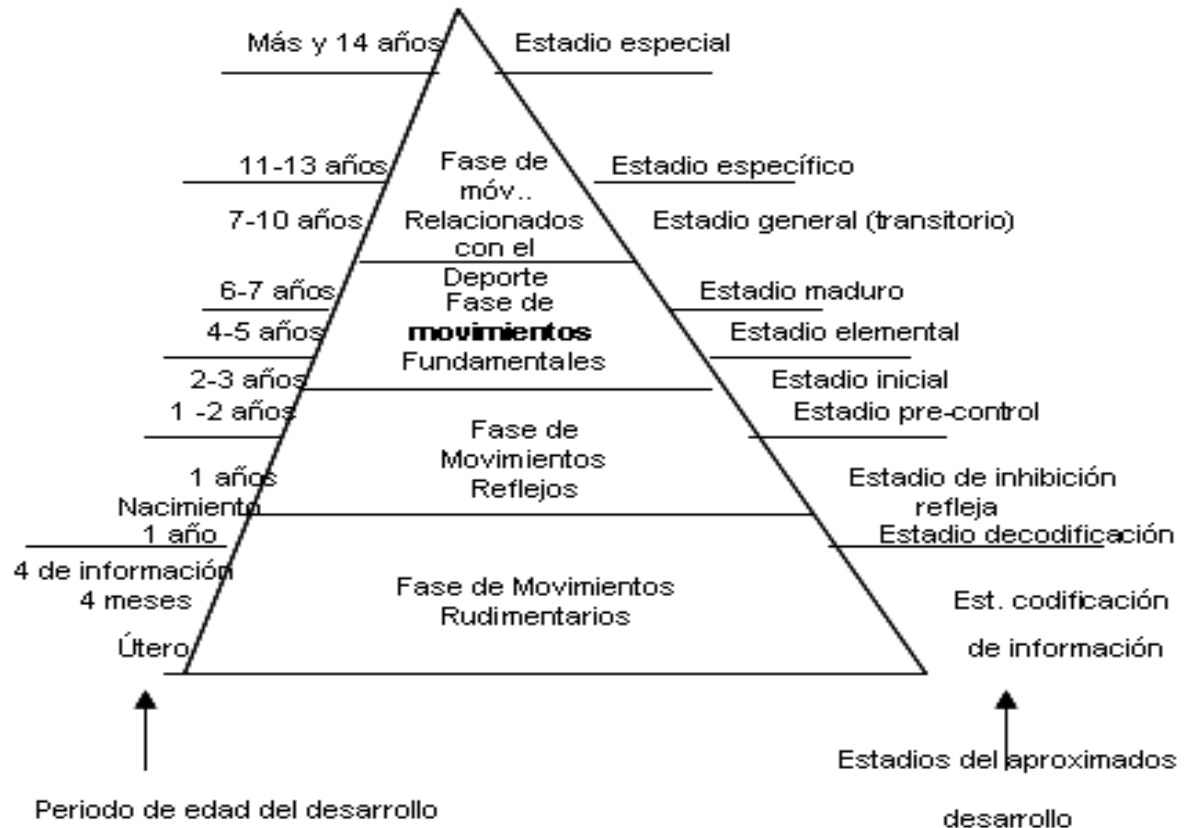 Más y 14 años Estadio especial
11-13 años Fase de Estadio específico
móv..
7-10 años Relacionados Estadio general (transitorio)
con el
Deporte
6-7 años Fase de Estadio maduro
4-5 años movimientos Estadio elemental
Fundamentales
2-3 años Estadio inicial
1 -2 años Estadio pre-control
Fase de
Movimientos
1 años Reflejos Estadio de inhibición
Nacimiento refleja
1 año Estadio decodificación
4 de información Fase de Movimientos
4 meses Rudimentarios Est. codificación
Útero de información
Estadios del aproximados
Periodo de edad del desarrollo desarrollo